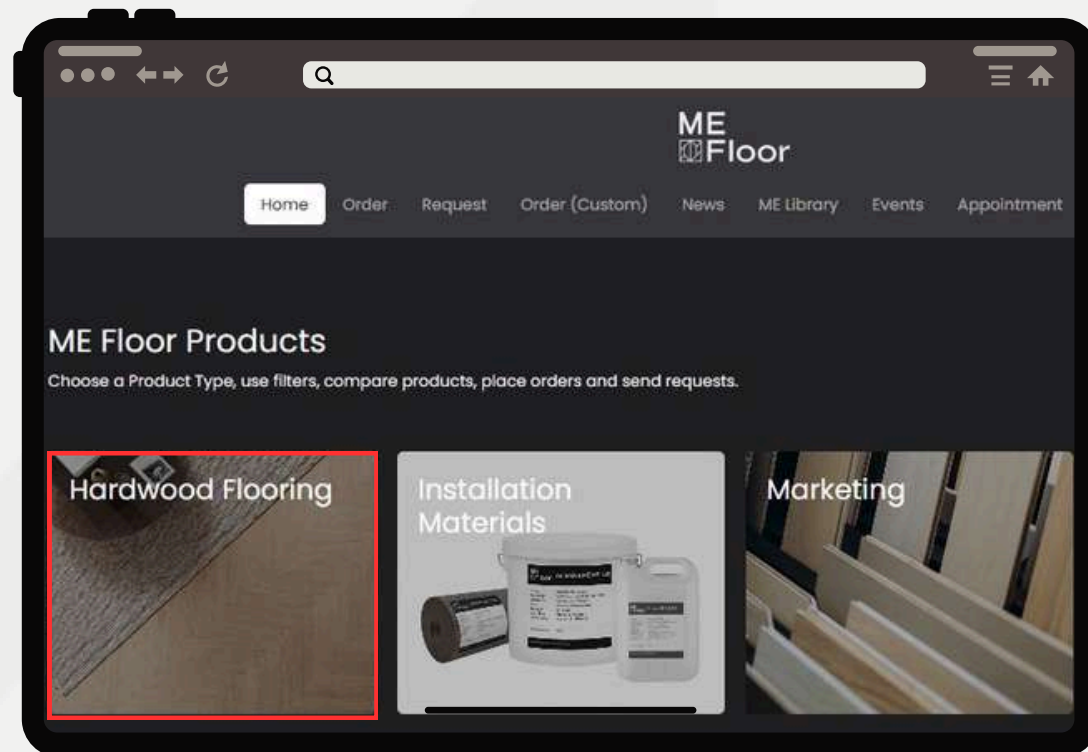 ME
Floor
Home Order Request Order (Custom) News ME Library Events Appointment
ME Floor Products
Choose a Product Type, use filters, compare products, place orders and send requests.
Hardwood Flooring
Installation
Materials
Marketing